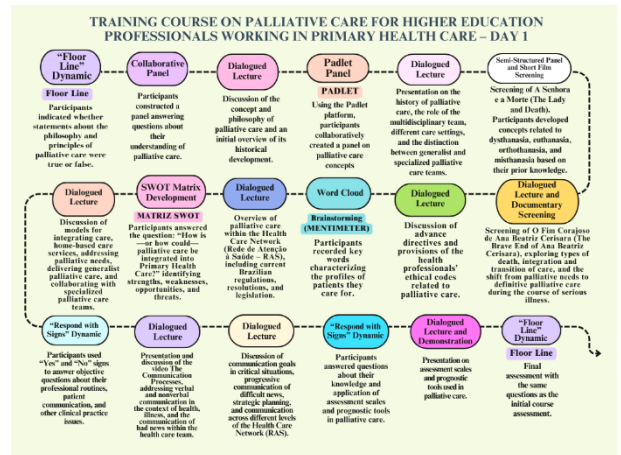 TRAINING COURSE ON PALLIATIVE CARE FOR HIGHER EDUCATION
PROFESSIONALS WORKING IN PRIMARY HEALTH CARE – DAY 1
“Floor
Line”
Dynamic
Floor Line
Participants
indicated whether
statements about the
philosophy and
principles of
palliative care were
true or false.
Collaborative
Panel
Participants
constructed a
panel answering
questions about
their
understanding of
palliative care.
Dialogued
Lecture
Discussion of the
concept and
philosophy of
palliative care and an
initial overview of its
historical
development.
Padlet
Panel
PADLET
Using the Padlet
platform,
participants
collaboratively
created a panel on
palliative care
concepts
Dialogued
Lecture
Presentation on the
history of palliative
care, the role of the
multidisciplinary team,
different care settings,
and the distinction
between generalist and
specialized palliative
care teams.
Semi-Structured Panel
and Short Film
Screening
Screening of A Senhora
e a Morte (The Lady
and Death).
Participants developed
concepts related to
dysthanasia, euthanasia,
orthothanasia, and
misthanasia based on
their prior knowledge.
Dialogued
Lecture
Discussion of
models for
integrating care,
home-based care
services, addressing
palliative needs,
delivering generalist
palliative care, and
collaborating with
specialized
palliative care teams.
SWOT Matrix
Development
MATRIZ SWOT
Participants answered
the question: “How is
—or how could—
palliative care be
integrated into
Primary Health
Care?” identifying
strengths, weaknesses,
opportunities, and
threats.
Dialogued
Lecture
Overview of
palliative care
within the Health
Care Network
(Rede de Atenção
à Saúde – RAS),
including current
Brazilian
regulations,
resolutions, and
legislation.
Word Cloud
Brainstorming
(MENTIMETER)
Participants
recorded key
words
characterizing
the profiles of
patients they
care for.
Dialogued
Lecture
Discussion of
advance
directives and
provisions of the
health
professionals’
ethical codes
related to
palliative care.
Dialogued
Lecture and
Documentary
Screening
Screening of O Fim Corajoso
de Ana Beatriz Cerisara (The
Brave End of Ana Beatriz
Cerisara), exploring types of
death, integration and
transition of care, and the
shift from palliative needs to
definitive palliative care
during the course of serious
illness.
“Respond with
Signs” Dynamic
Participants used
“Yes” and “No” signs
to answer objective
questions about their
professional routines,
patient
communication, and
other clinical practice
issues.
Dialogued
Lecture
Presentation and
discussion of the
video The
Communication
Processes,
addressing verbal
and nonverbal
communication in
the context of health,
illness, and the
communication of
bad news within the
health care team.
Dialogued
Lecture
Discussion of
communication goals
in critical situations,
progressive
communication of
difficult news,
strategic planning,
and communication
across different levels
of the Health Care
Network (RAS).
“Respond with
Signs” Dynamic
Participants
answered questions
about their
knowledge and
application of
assessment scales
and prognostic tools
in palliative care.
Dialogued
Lecture and
Demonstration
Presentation on
assessment scales
and prognostic
tools used in
palliative care.
“Floor
Line”
Dynamic
Floor Line
Final
assessment with
the same
questions as the
initial course
assessment.